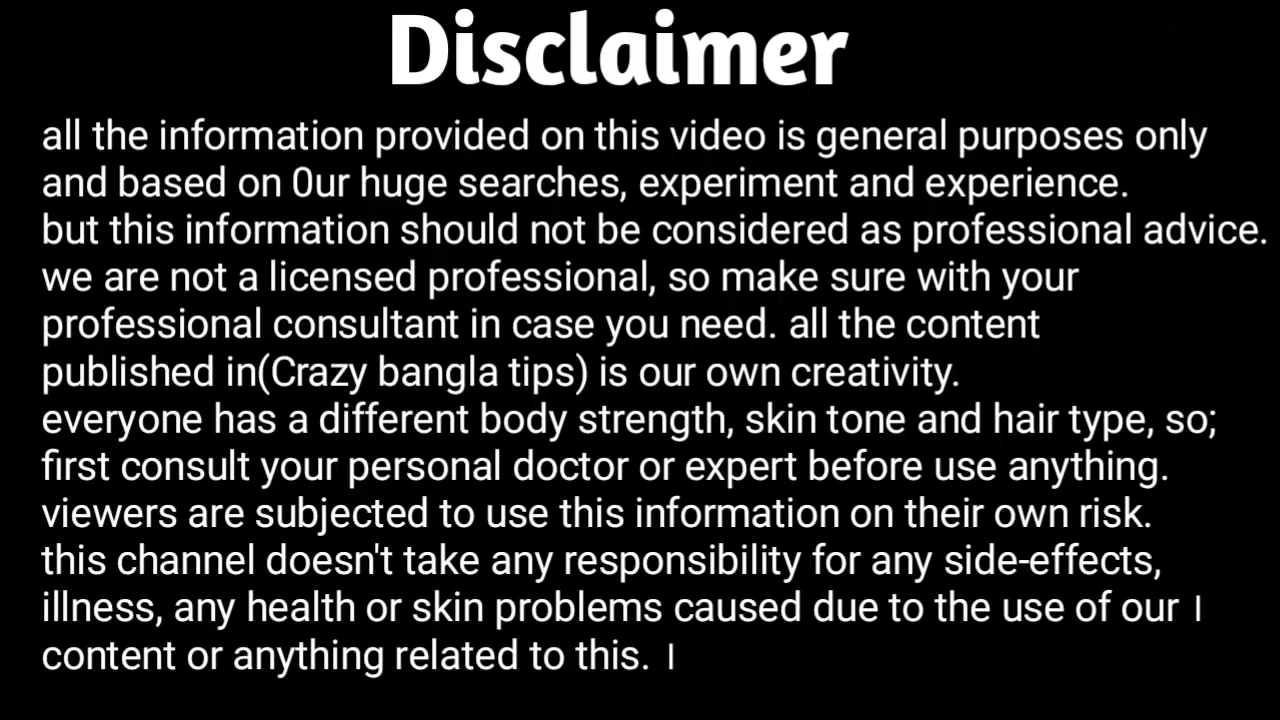 Disclaimer
all the information provided on this video is general purposes only
and based on 0ur huge searches, experiment and experience.
but this information should not be considered as professional advice.
we are not a licensed professional, so make sure with your
professional consultant in case you need. all the content
published in(Crazy bangla tips) is our own creativity.
everyone has a different body strength, skin tone and hair type, so;
first consult your personal doctor or expert before use anything.
viewers are subjected to use this information on their own risk.
this channel doesn't take any responsibility for any side-effects,
illness, any health or skin problems caused due to the use of our ।
content or anything related to this. ।